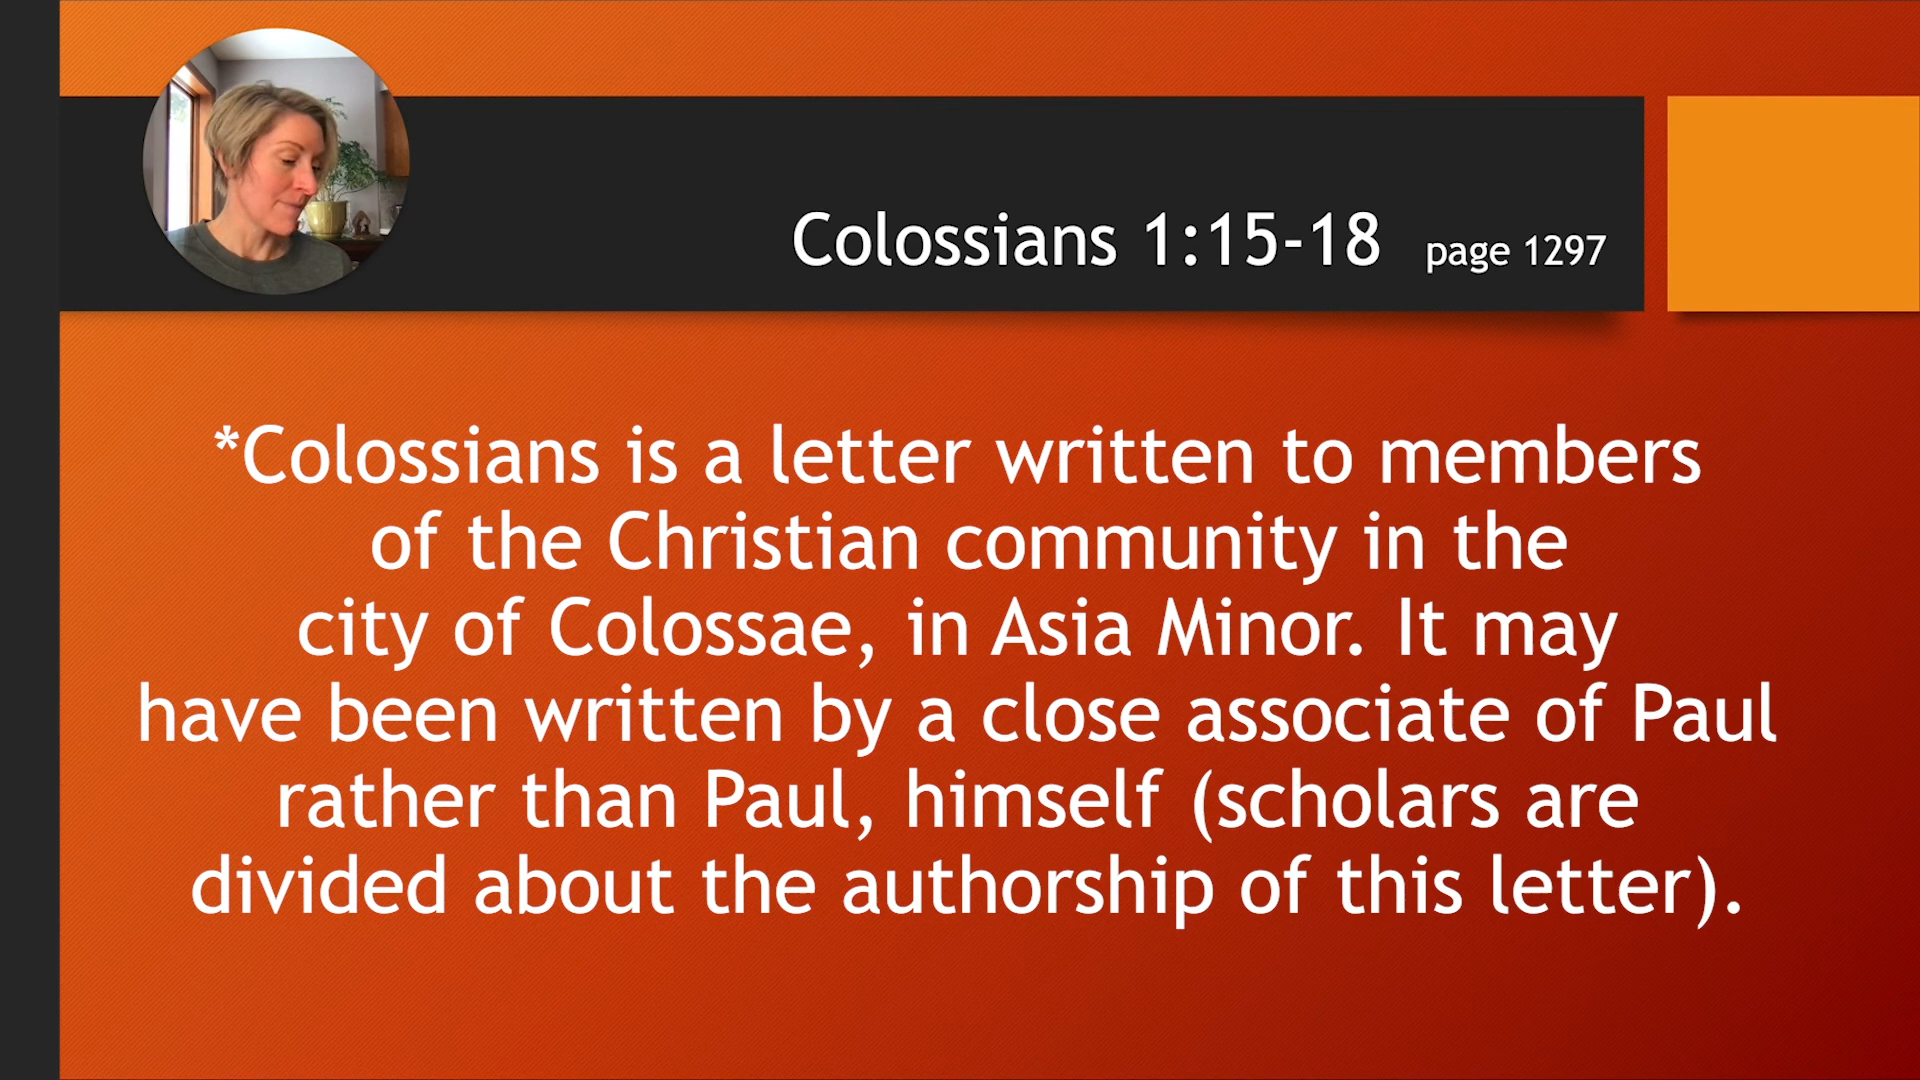 Colossians 1:15-18 page 1297
*Colossians is a letter written to members
of the Christian community in the
city of Colossae, in Asia Minor. It may
have been written by a close associate of Paul
rather than Paul, himself (scholars are
divided about the authorship of this letter).